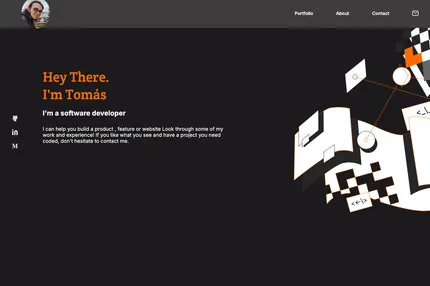 Portfolio
About
Contact
Hey There.
I'm Tomás
I'm a software developer
I can help you build a product , feature or website Look through some of my
work and experience! If you like what you see and have a project you need
coded, don't hesitate to contact me.